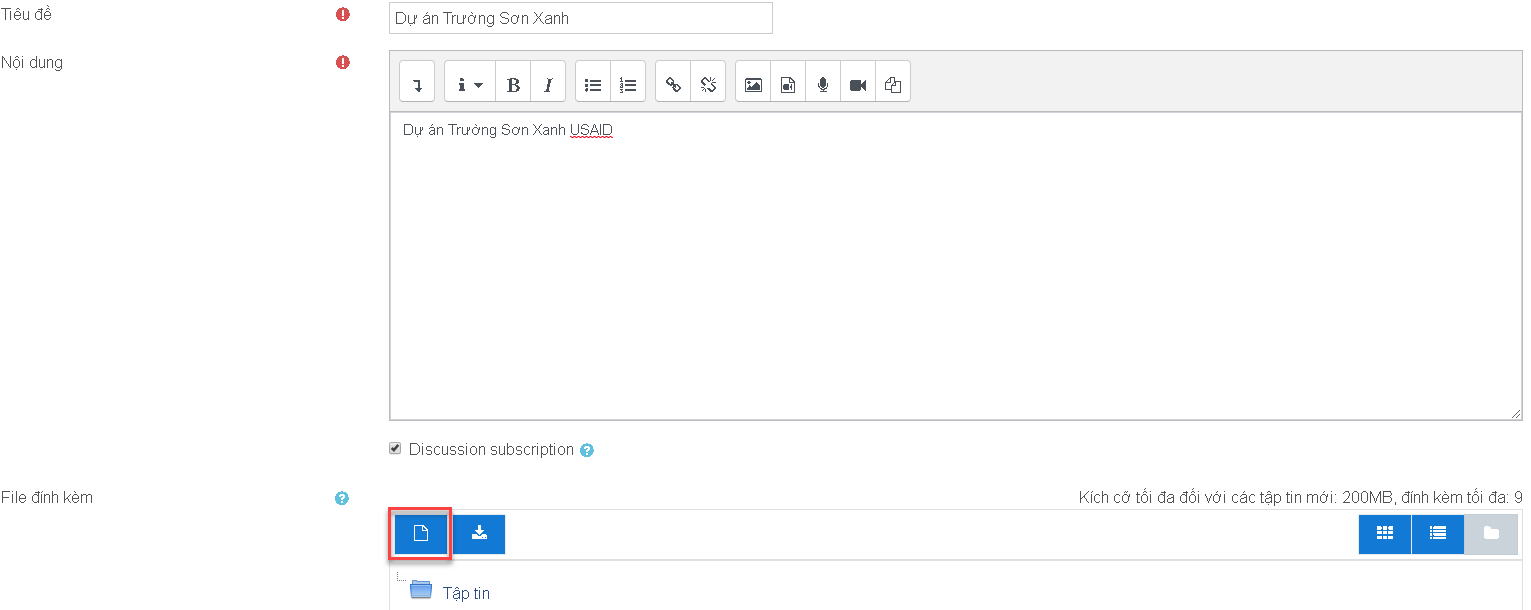 Tiêu đề
Dự án Trường Sơn Xanh
Nội dung
Dự án Trường Sơn Xanh USAID
Discussion subscription
File đính kèm
Kích cỡ tối đa đối với các tập tin mới: 200MB, đính kèm tối đa: 9
Tập tin